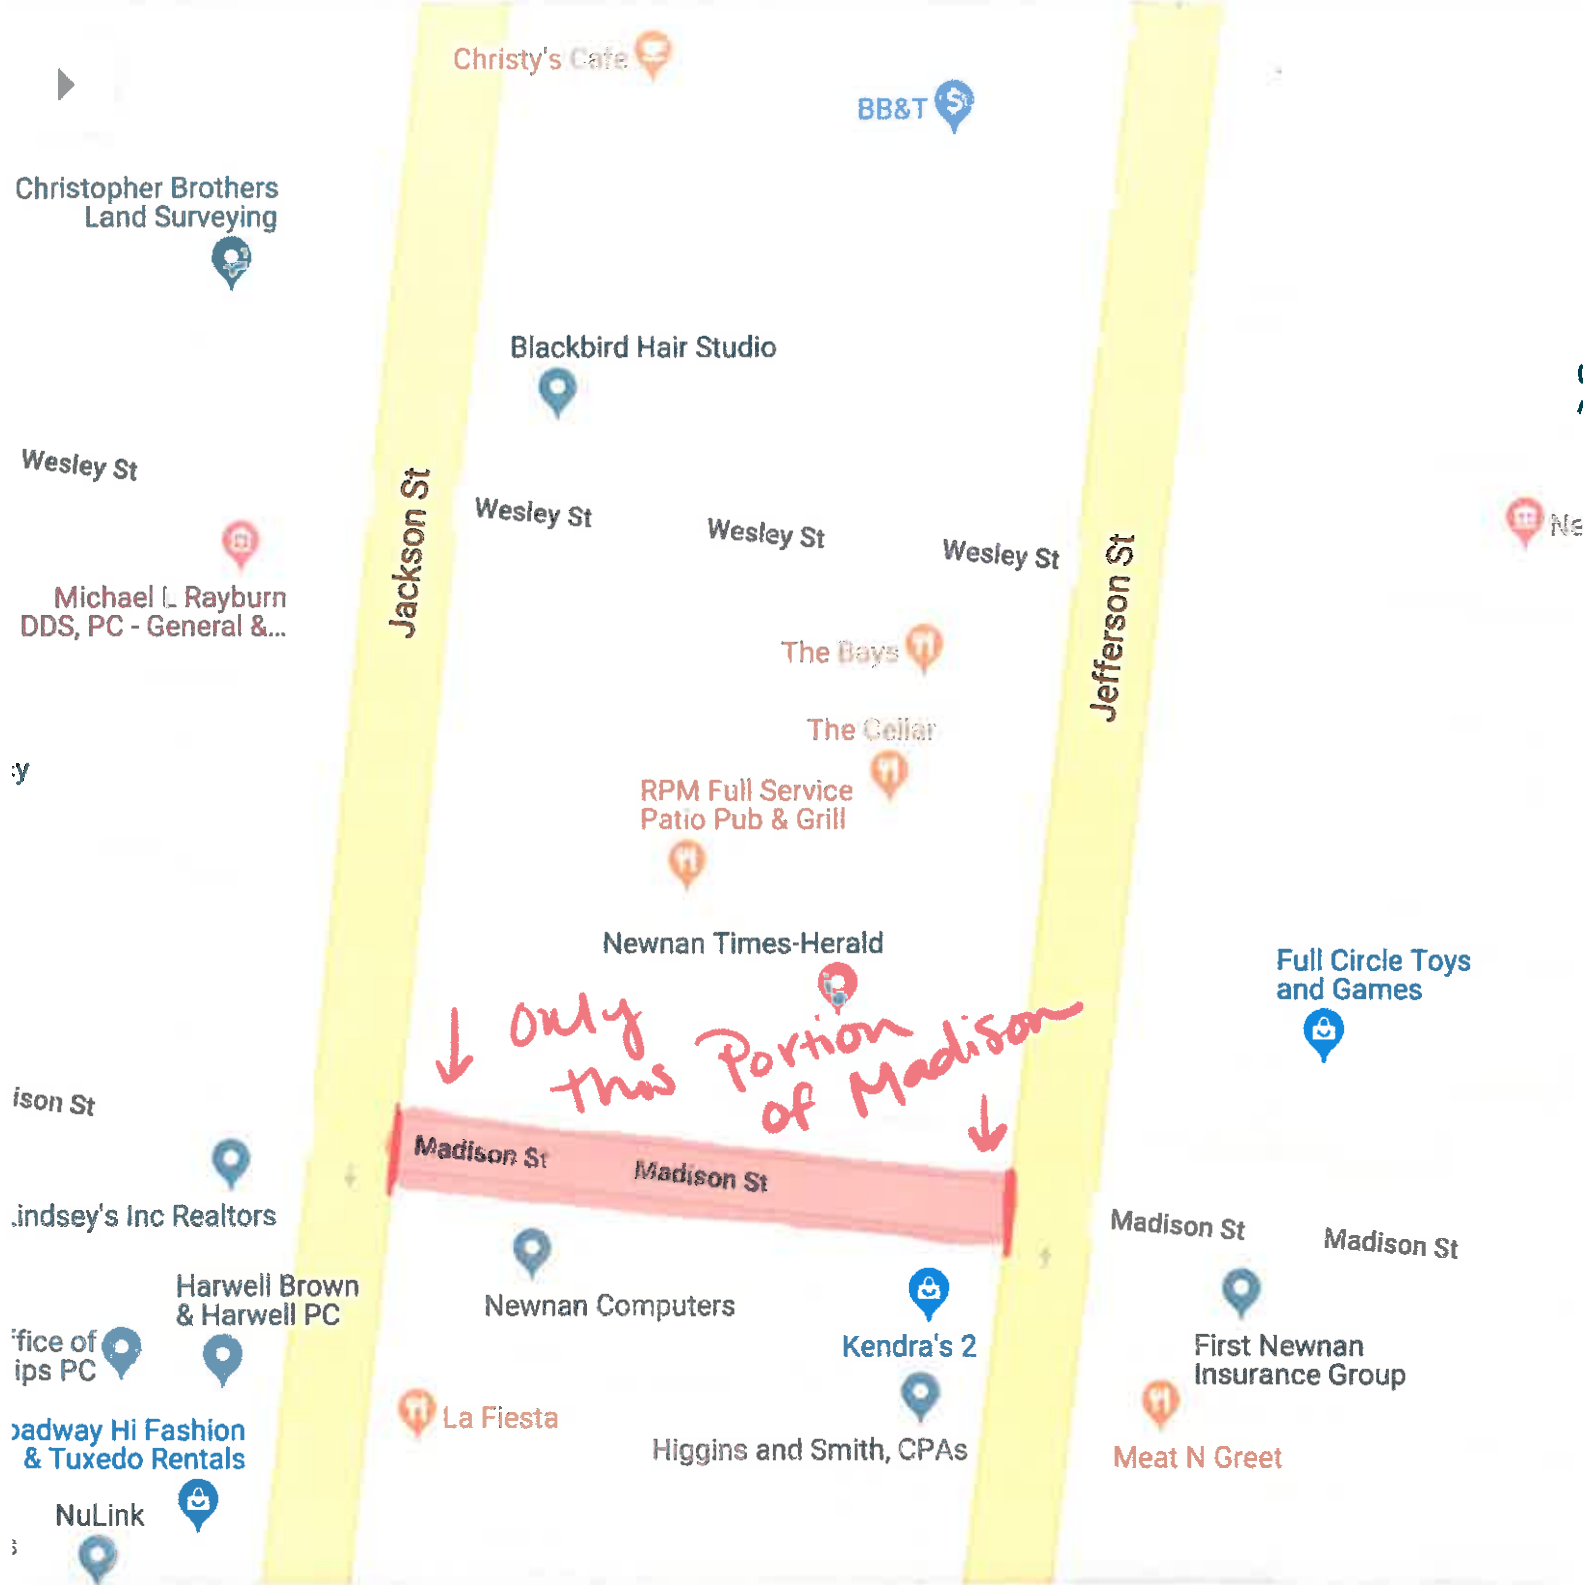 Christy's Cafe
BB&T
Christopher Brothers
Land Surveying
Blackbird Hair Studio
Wesley St
Wesley St
Wesley St
Wesley St
Jackson St
Jefferson St
Michael L Rayburn
DDS, PC - General &...
Ne
The Bays
The Cellar
RPM Full Service
Patio Pub & Grill
Newnan Times-Herald
Full Circle Toys
and Games
Only
this Portion
of Madison
ison St
Madison St
Madison St
Madison St
Madison St
indsey's Inc Realtors
Harwell Brown
& Harwell PC
Newnan Computers
Kendra's 2
First Newnan
Insurance Group
fice of
ips PC
La Fiesta
Higgins and Smith, CPAs
Meat N Greet
adway Hi Fashion
& Tuxedo Rentals
NuLink